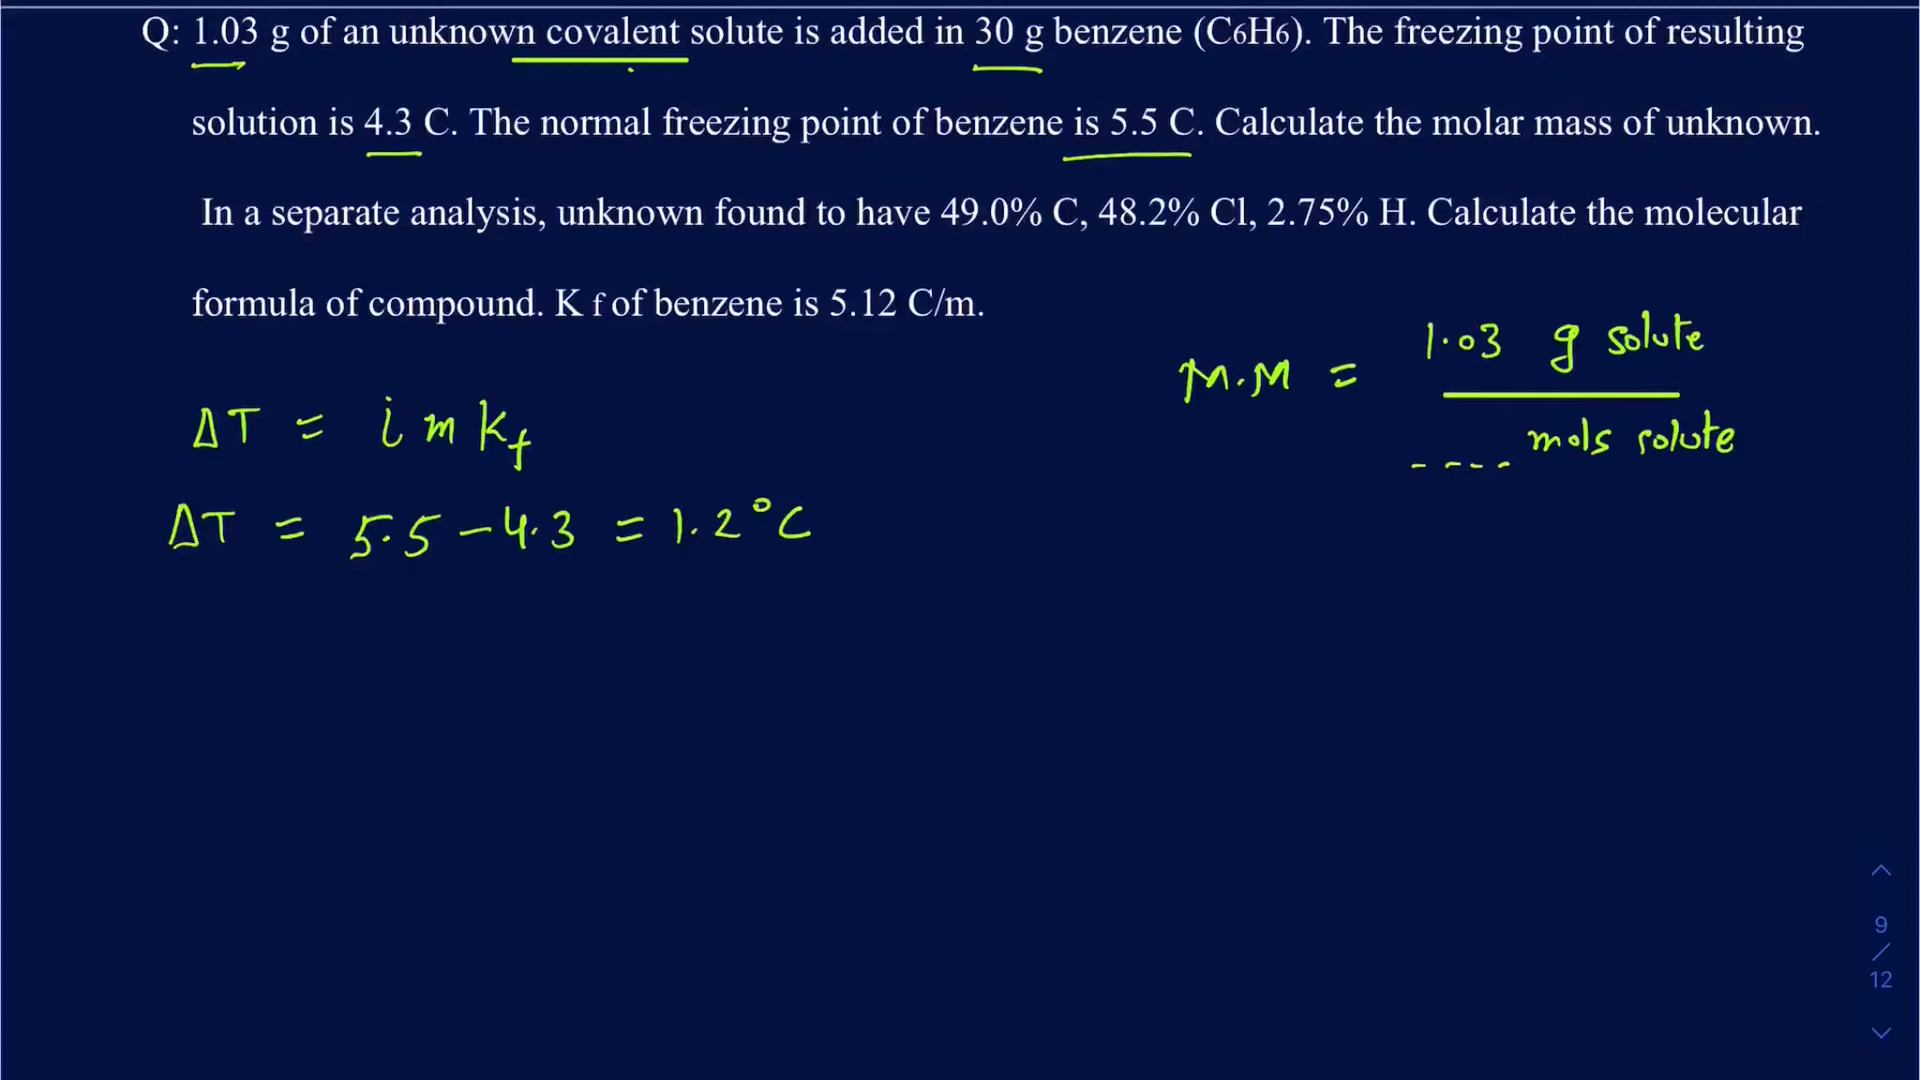 Q: 1.03 g of an unknown covalent solute is added in 30 g benzene (C6H6). The freezing point of resulting
solution is 4.3 C. The normal freezing point of benzene is 5.5 C. Calculate the molar mass of unknown.
In a separate analysis, unknown found to have 49.0% C, 48.2% Cl, 2.75% H. Calculate the molecular
formula of compound. K f of benzene is 5.12 C/m.
M.M = 1.03 g solute
---- mols solute
ΔT = i m Kf
ΔT = 5.5 - 4.3 = 1.2°C
9
/
12